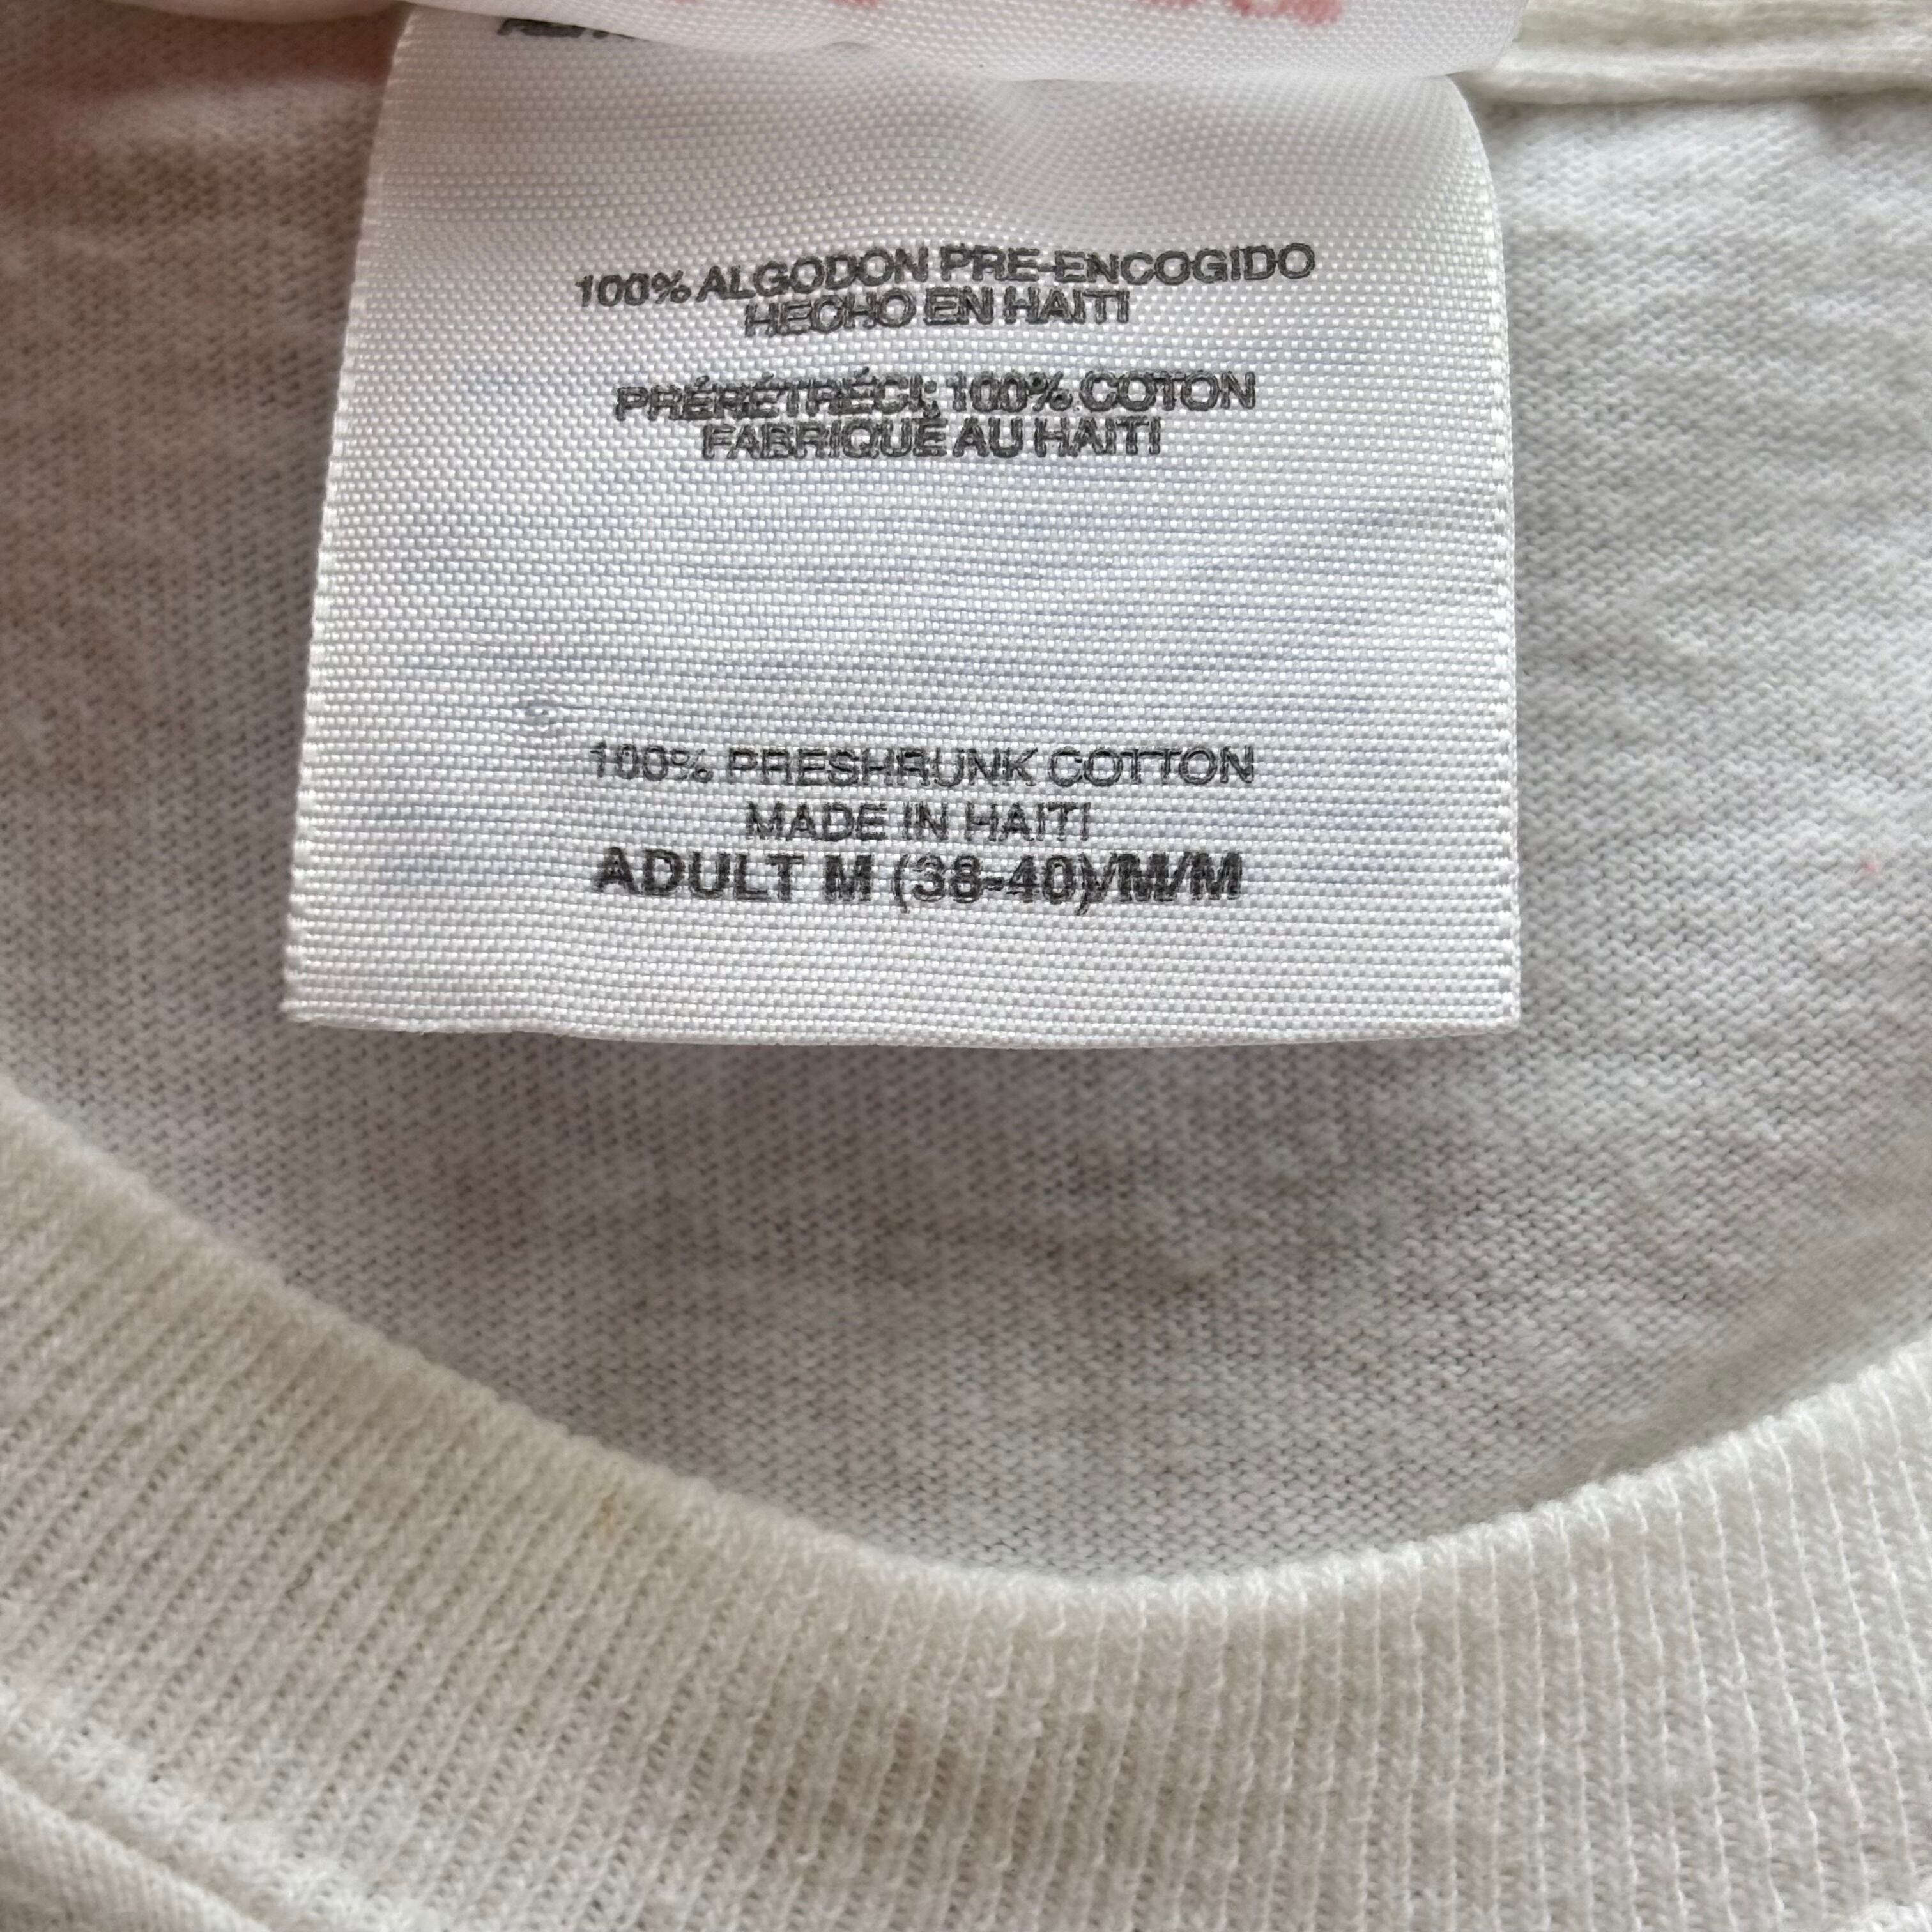 100% ALGODON PRE-ENCOGIDO
HECHO EN HAITI
PRÉRÉTRÉCI; 100% COTON
FABRIQUÉ AU HAITI
100% PRESHRUNK COTTON
MADE IN HAITI
ADULT M (38-40)/M/M